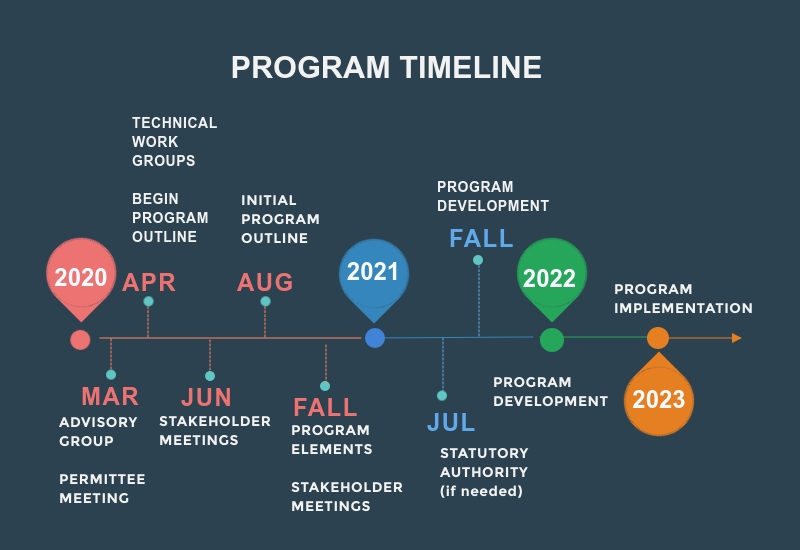 PROGRAM TIMELINE
TECHNICAL
WORK
GROUPS
BEGIN
PROGRAM
OUTLINE
INITIAL
PROGRAM
OUTLINE
PROGRAM
DEVELOPMENT
FALL
2020
APR
AUG
2021
2022
PROGRAM
IMPLEMENTATION
MAR
ADVISORY
GROUP
PERMITTEE
MEETING
JUN
STAKEHOLDER
MEETINGS
FALL
PROGRAM
ELEMENTS
STAKEHOLDER
MEETINGS
JUL
STATUTORY
AUTHORITY
(if needed)
PROGRAM
DEVELOPMENT
2023